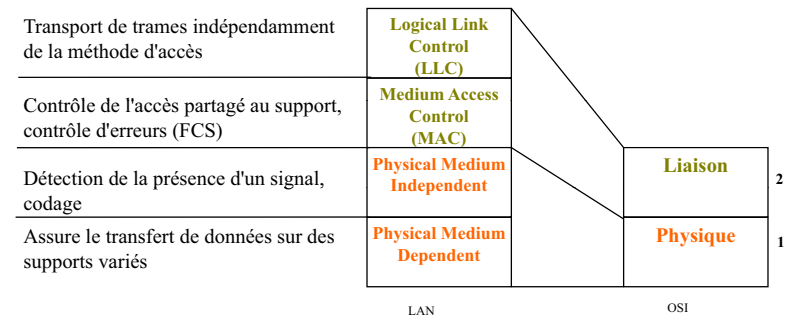 Transport de trames indépendamment
de la méthode d'accès
Logical Link
Control
(LLC)
Contrôle de l'accès partagé au support,
contrôle d'erreurs (FCS)
Medium Access
Control
(MAC)
Détection de la présence d'un signal,
codage
Physical Medium
Independent
Liaison
2
Assure le transfert de données sur des
supports variés
Physical Medium
Dependent
Physique
1
LAN
OSI